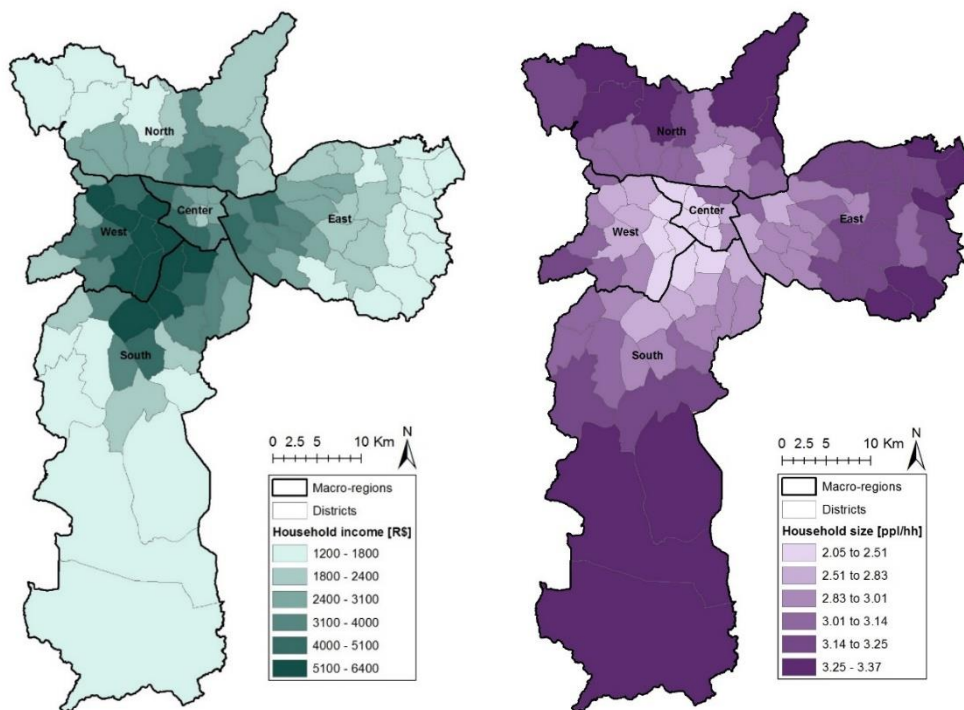 North
Center
West
East
South
0 2.5 5 10 Km
N
Macro-regions
Districts
Household income [R$]
1200 - 1800
1800 - 2400
2400 - 3100
3100 - 4000
4000 - 5100
5100 - 6400
North
Center
West
East
South
0 2.5 5 10 Km
N
Macro-regions
Districts
Household size [ppl/hh]
2.05 to 2.51
2.51 to 2.83
2.83 to 3.01
3.01 to 3.14
3.14 to 3.25
3.25 - 3.37